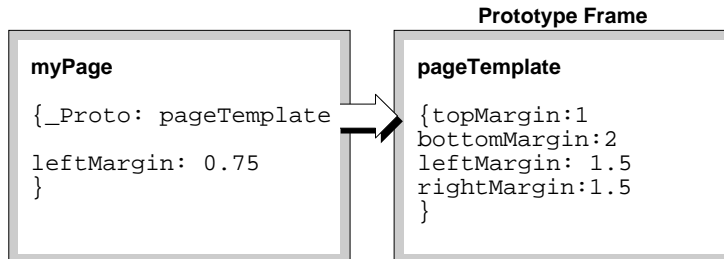 Prototype Frame
myPage
{_Proto: pageTemplate
leftMargin: 0.75
}
pageTemplate
{topMargin:1
bottomMargin:2
leftMargin: 1.5
rightMargin:1.5
}